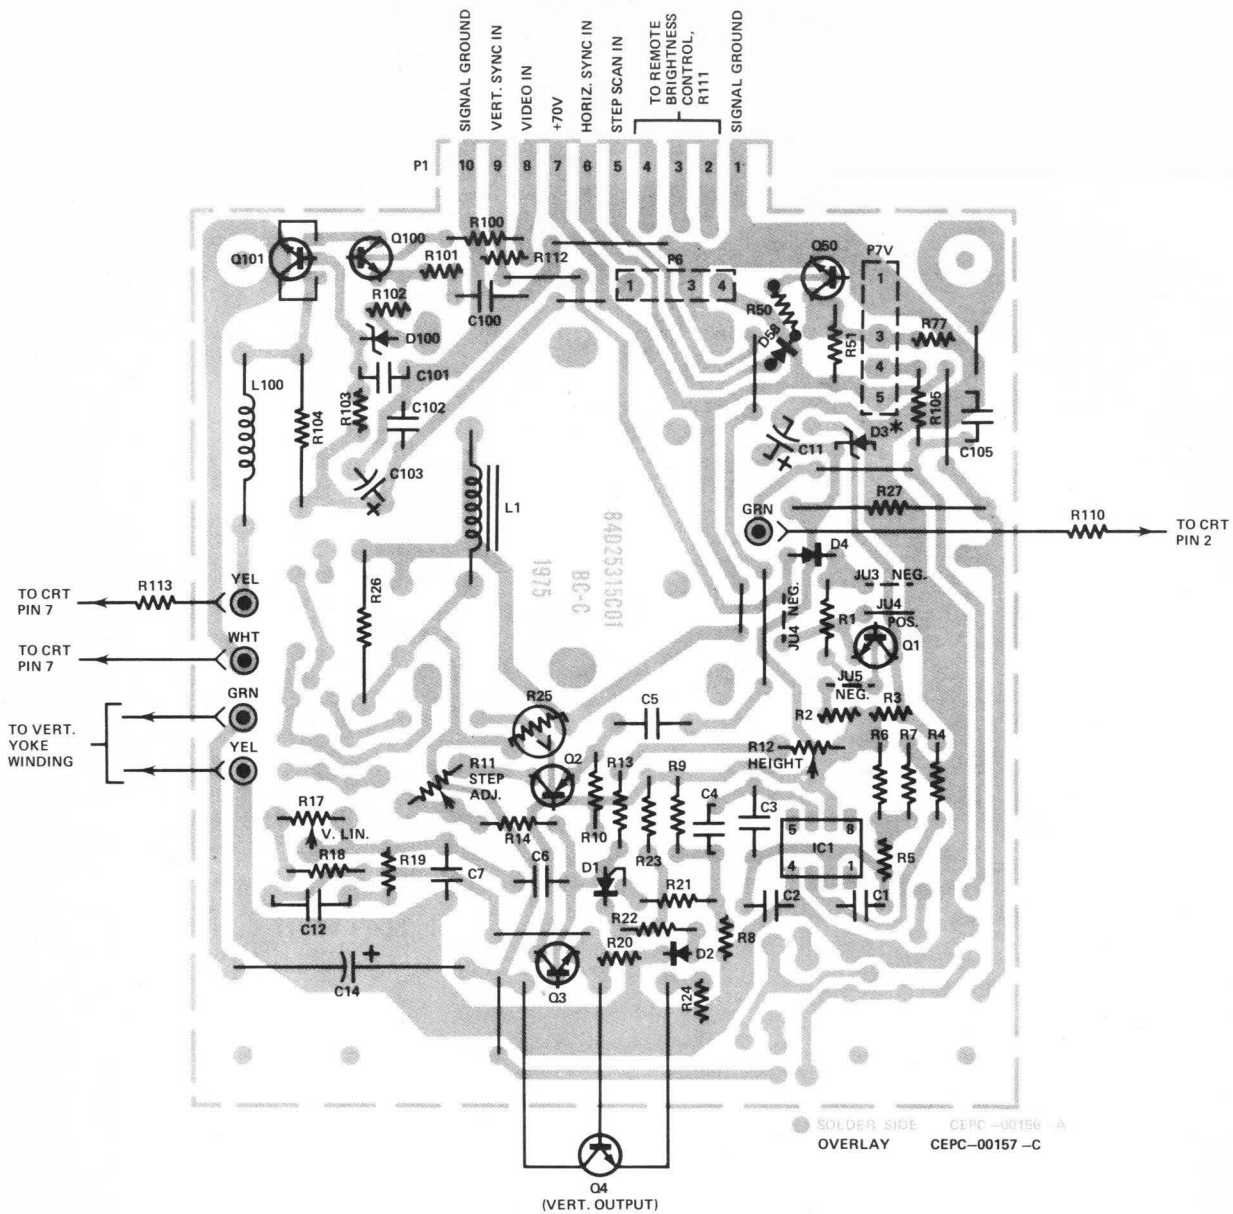 SIGNAL GROUND
VERT. SYNC IN
VIDEO IN
+70V
HORIZ. SYNC IN
STEP SCAN IN
TO REMOTE
BRIGHTNESS
CONTROL,
R111
SIGNAL GROUND
P1
10 9 8 7 6 5 4 3 2 1
R100
Q101
Q100
R101
R112
P6
Q50
P7V
1 3 4
1
R102
C100
R50
D100
D58
R51
3
R77
L100
C101
4
5
R104
R103
C102
R105
C103
C11
+
D3*
C105
+
R27
L1
GRN
R110
TO CRT
PIN 2
84D25315C01
8C-C
1975
D4
R26
JU3 NEG.
TO CRT
PIN 7
R113
YEL
JU4 NEG.
R1
JU4
POS.
Q1
TO CRT
PIN 7
WHT
JU5
NEG.
GRN
R25
C5
R2
R3
TO VERT.
YOKE
WINDING
YEL
R11
STEP
ADJ.
Q2
R13
R9
R12
HEIGHT
R6
R7
R4
R17
V. LIN.
R14
R10
C4
C3
5 8
IC1
4 1
R18
R19
C7
C6
D1
R23
R5
R21
C2
C1
C12
R22
R20
D2
R8
+
C14
Q3
R24
SOLDER SIDE CEPC-00156-A
OVERLAY CEPC-00157-C
Q4
(VERT. OUTPUT)